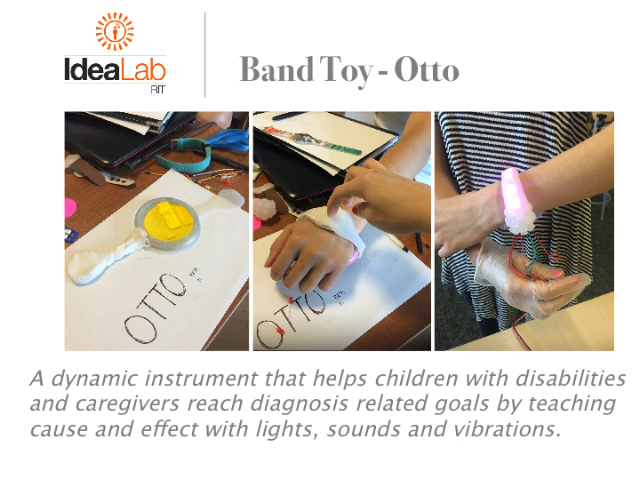 IdeaLab
RIT
Band Toy - Otto
OTTO
OTTO
A dynamic instrument that helps children with disabilities
and caregivers reach diagnosis related goals by teaching
cause and effect with lights, sounds and vibrations.